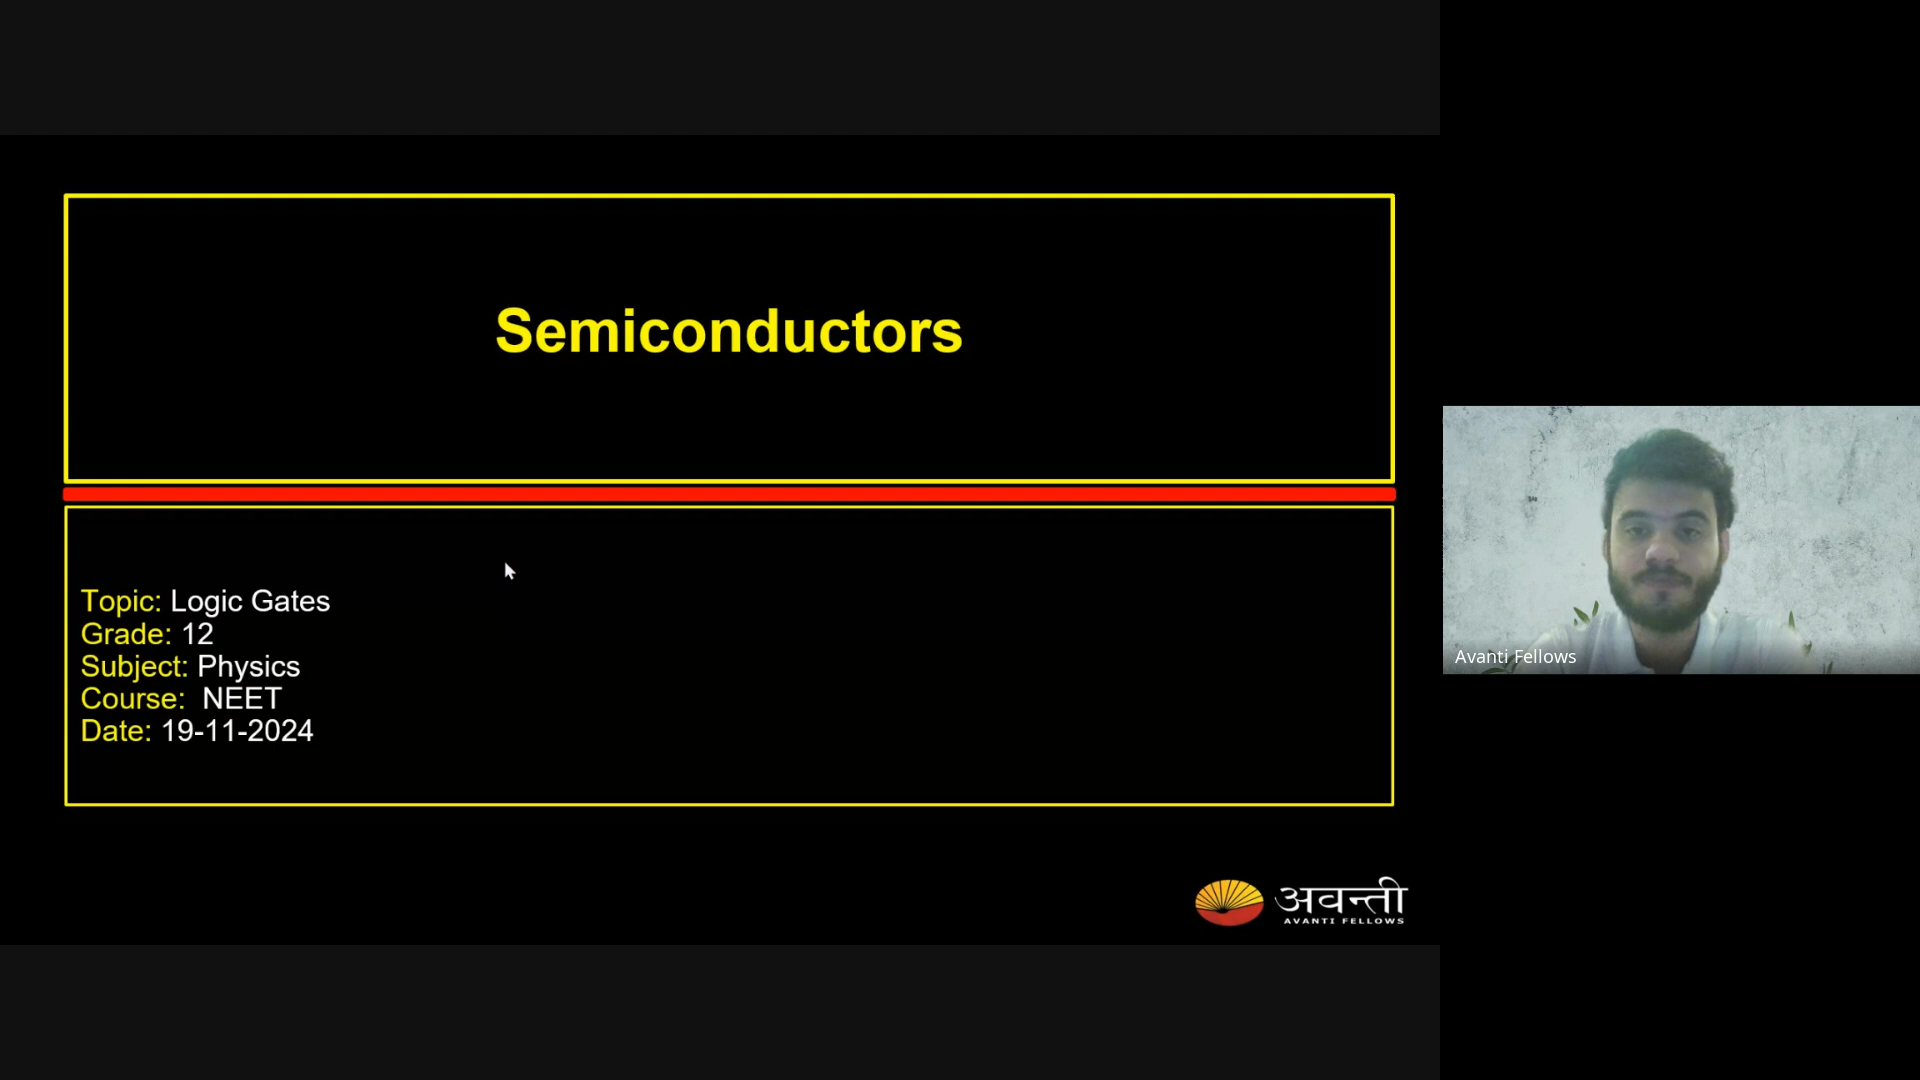 Semiconductors
Topic: Logic Gates
Grade: 12
Subject: Physics
Course: NEET
Date: 19-11-2024
अवन्ती
AVANTI FELLOWS
Avanti Fellows